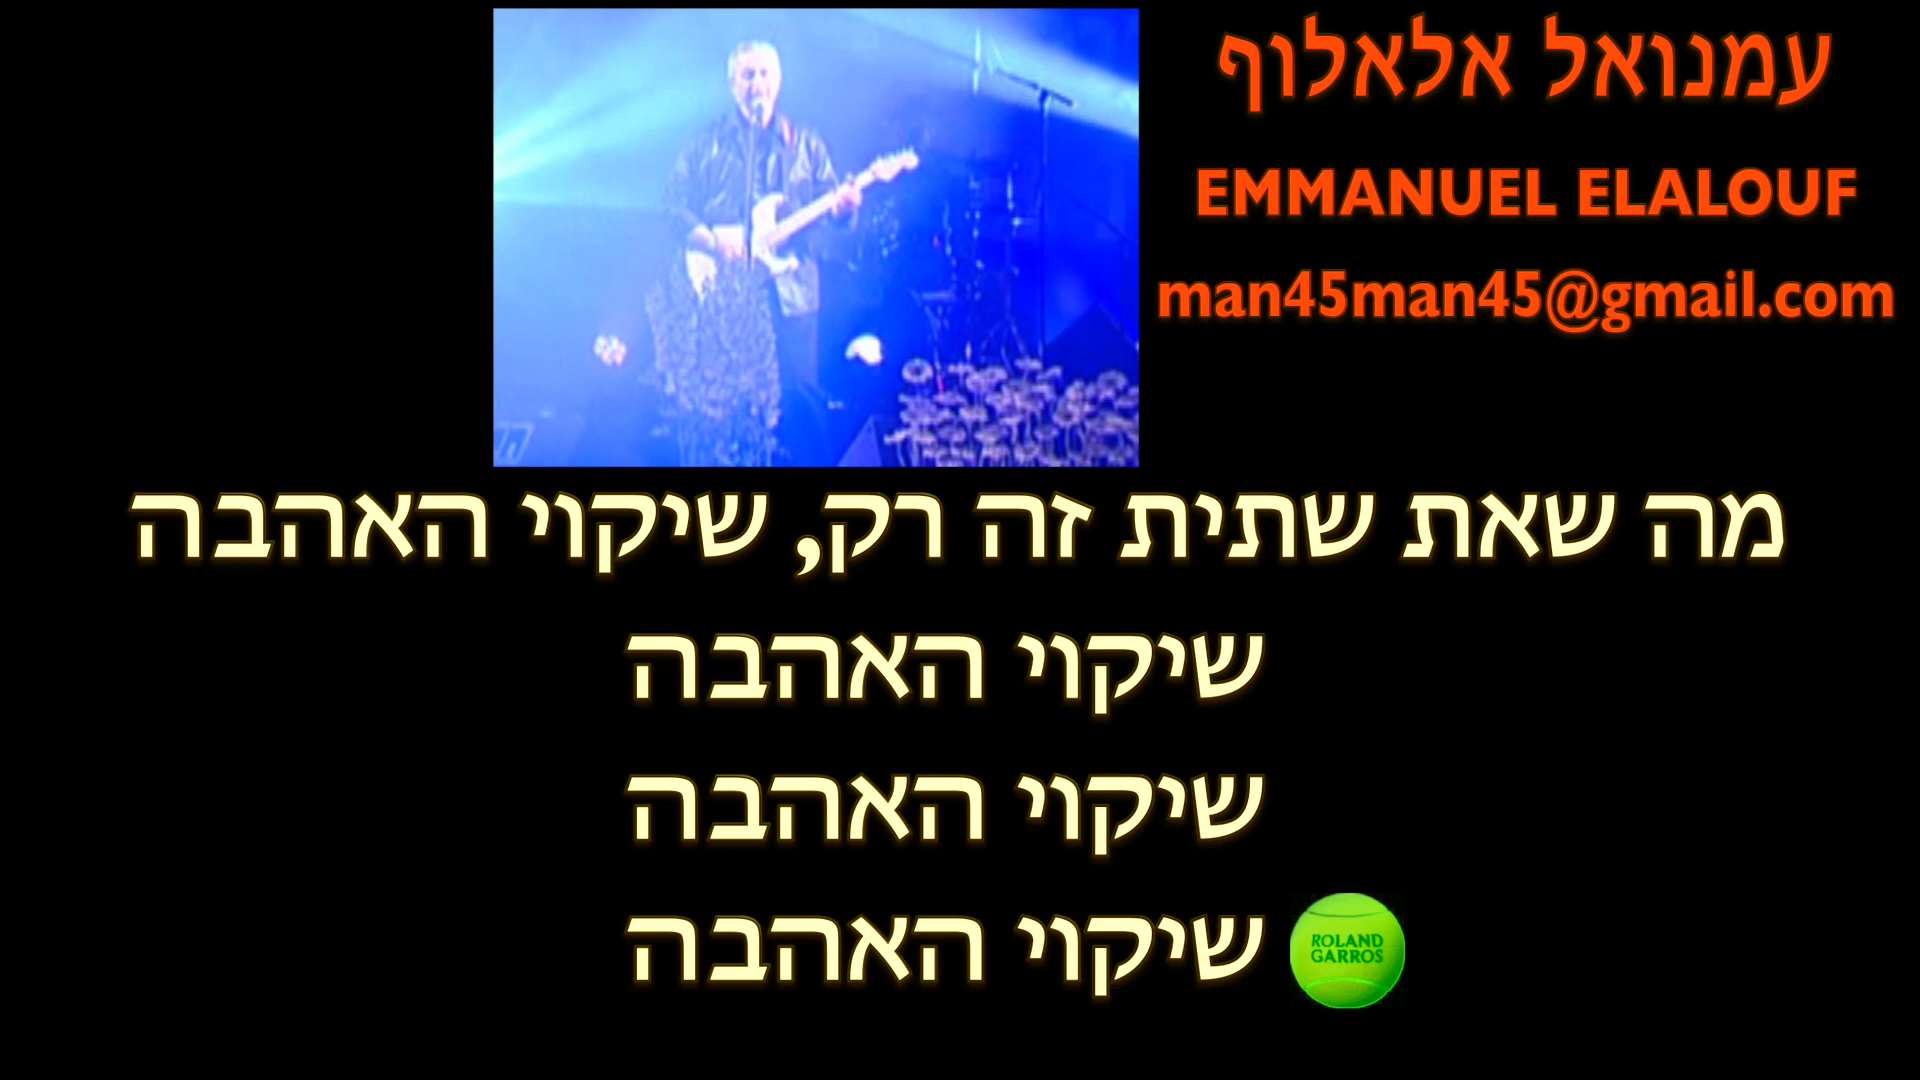 עמנואל אלאלוף
EMMANUEL ELALOUF
man45man45@gmail.com
מה שאת שתית זה רק, שיקוי האהבה
שיקוי האהבה
שיקוי האהבה
שיקוי האהבה
ROLAND
GARROS